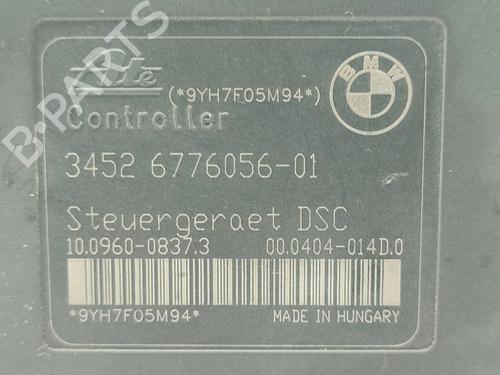 Ate
(*9YH7F05M94*)
BMW
Controller
3452 6776056-01
Steuergeraet DSC
10.0960-0837.3 00.0404-014D.0
*9YH7F05M94* MADE IN HUNGARY
B-PARTS